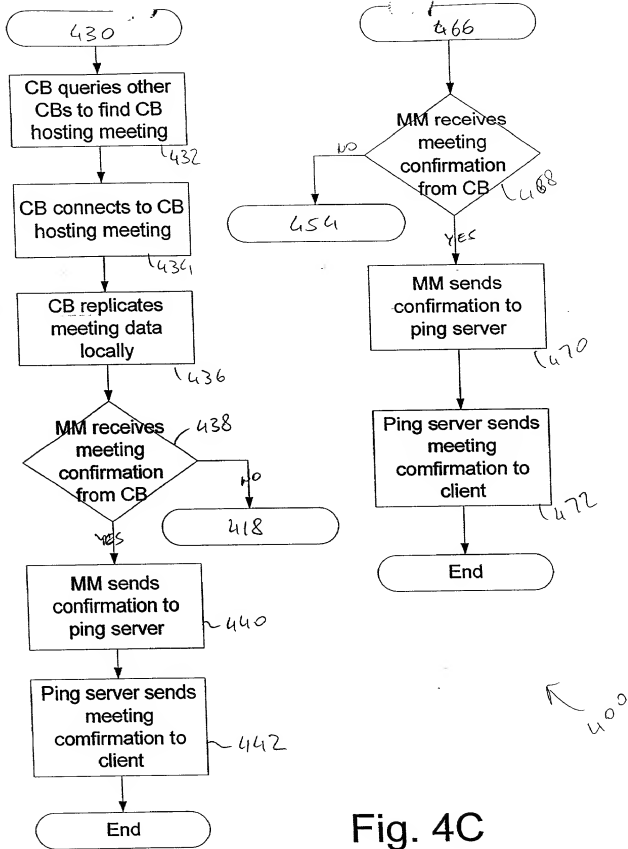 430
CB queries other
CBs to find CB
hosting meeting
432
CB connects to CB
hosting meeting
434
CB replicates
meeting data
locally
436
MM receives
meeting
confirmation
from CB
438
NO
418
YES
MM sends
confirmation to
ping server
440
Ping server sends
meeting
comfirmation to
client
442
End
466
MM receives
meeting
confirmation
from CB
468
NO
454
YES
MM sends
confirmation to
ping server
470
Ping server sends
meeting
comfirmation to
client
472
End
400
Fig. 4C